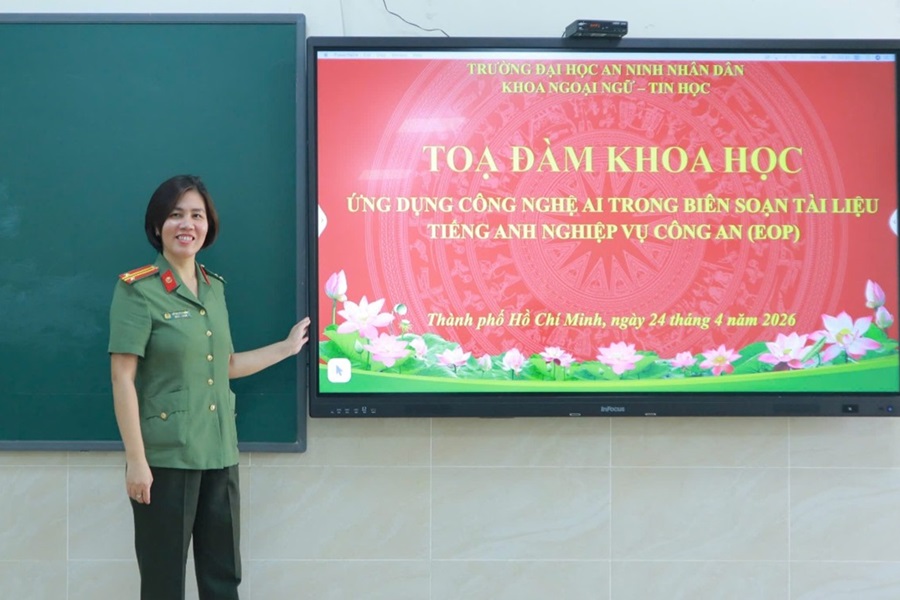 TRƯỜNG ĐẠI HỌC AN NINH NHÂN DÂN
KHOA NGOẠI NGỮ – TIN HỌC
TOẠ ĐÀM KHOA HỌC
ỨNG DỤNG CÔNG NGHỆ AI TRONG BIÊN SOẠN TÀI LIỆU
TIẾNG ANH NGHIỆP VỤ CÔNG AN (EOP)
Thành phố Hồ Chí Minh, ngày 24 tháng 4 năm 2026
InFocus